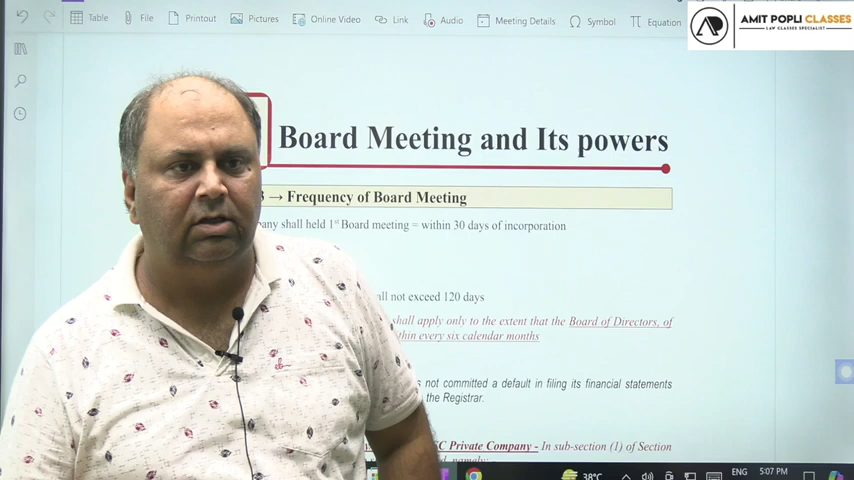 Table File Printout Pictures Online Video Link Audio Meeting Details Symbol Equation
AMIT POPLI CLASSES
LAW CLASSES SPECIALIST
Board Meeting and Its powers
3 → Frequency of Board Meeting
shall held 1st Board meeting = within 30 days of incorporation
shall not exceed 120 days
shall apply only to the extent that the Board of Directors, of
every six calendar months
not committed a default in filing its financial statements
the Registrar.
Private Company - In sub-section (1) of Section
namely:
38°C ENG 5:07 PM